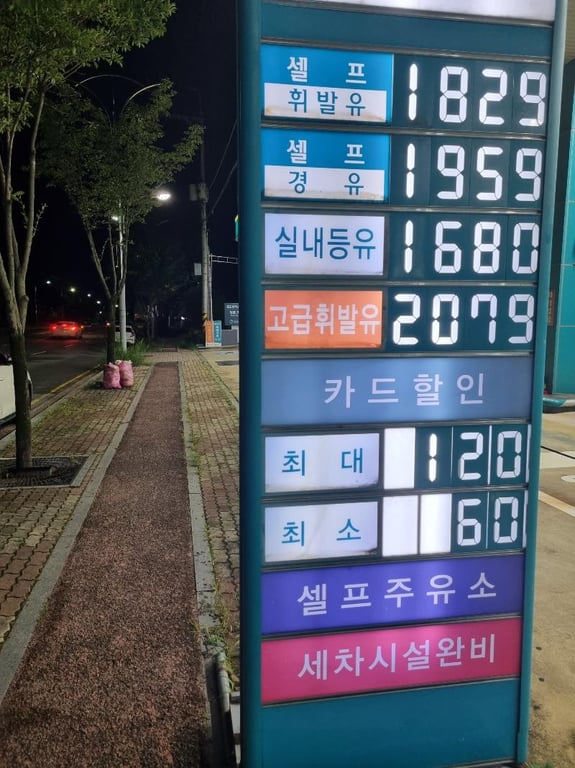 셀프
휘발유 1829
셀프
경유 1959
실내등유 1680
고급휘발유 2079
카드할인
최대 120
최소 60
셀프주유소
세차시설완비